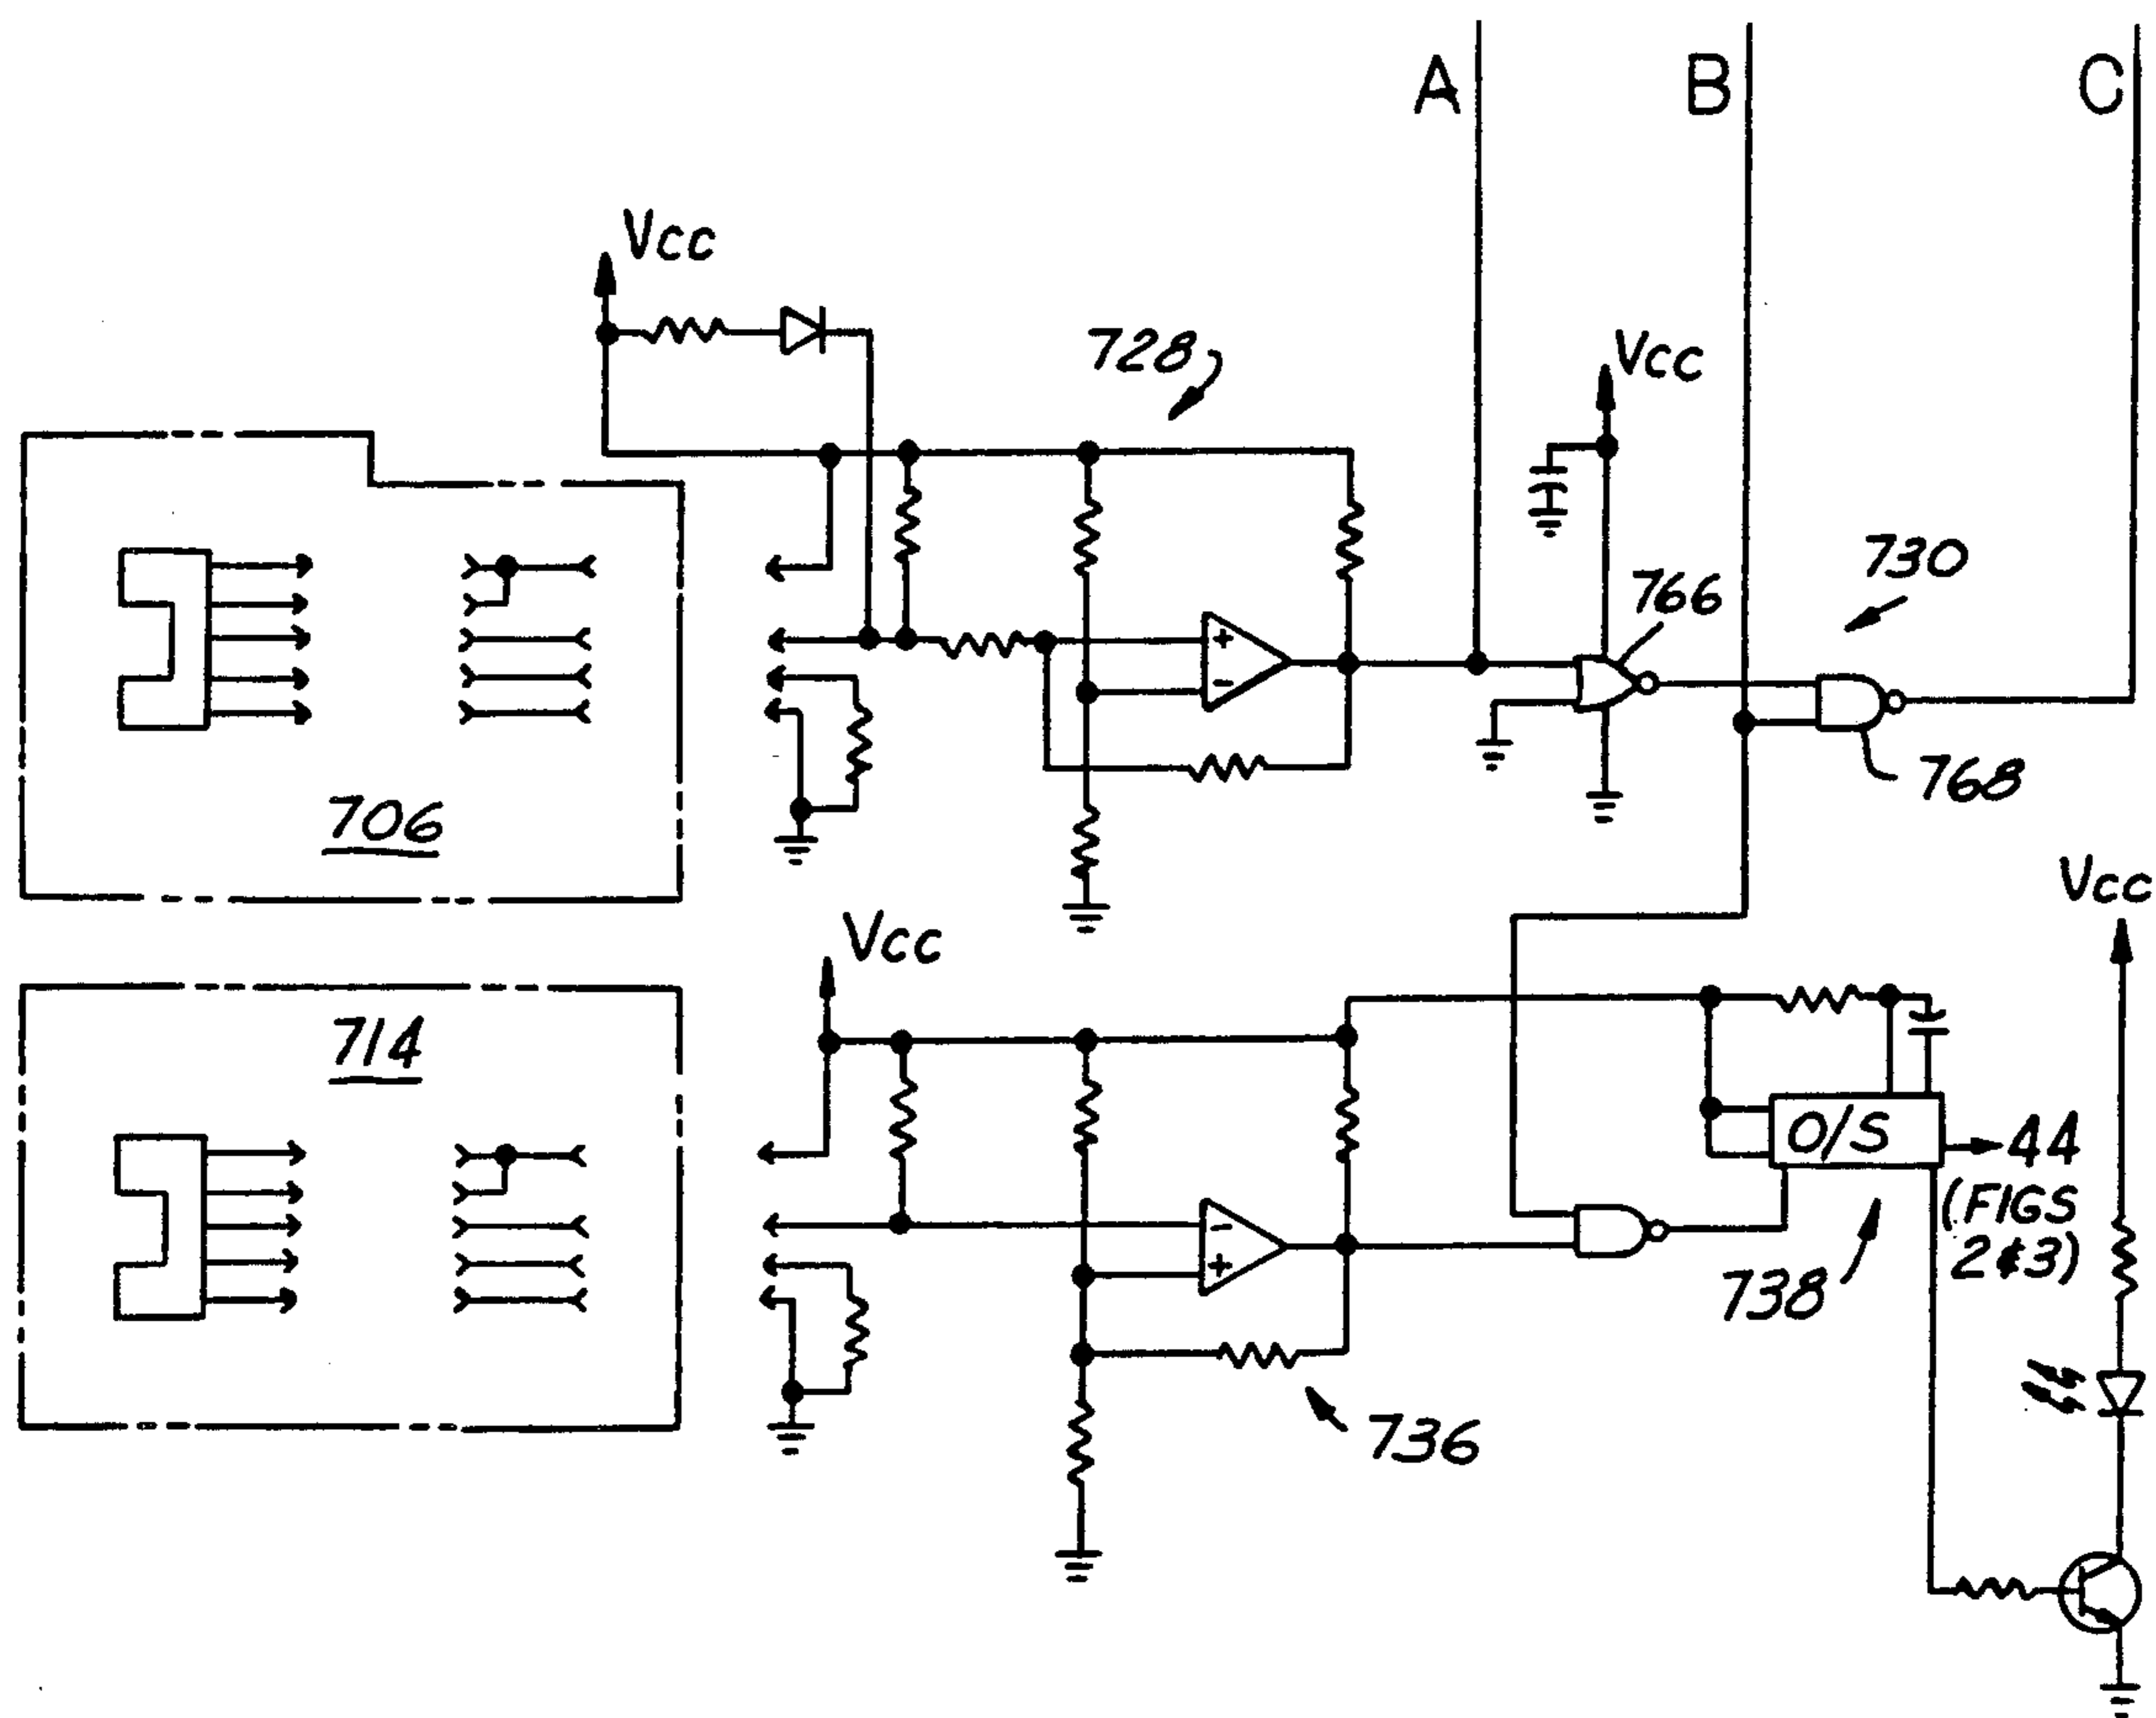 A B C
Vcc
728
Vcc
730
766
768
706
Vcc
Vcc
714
O/S
44
(FIGS
2&3)
738
736
+
-
-
+